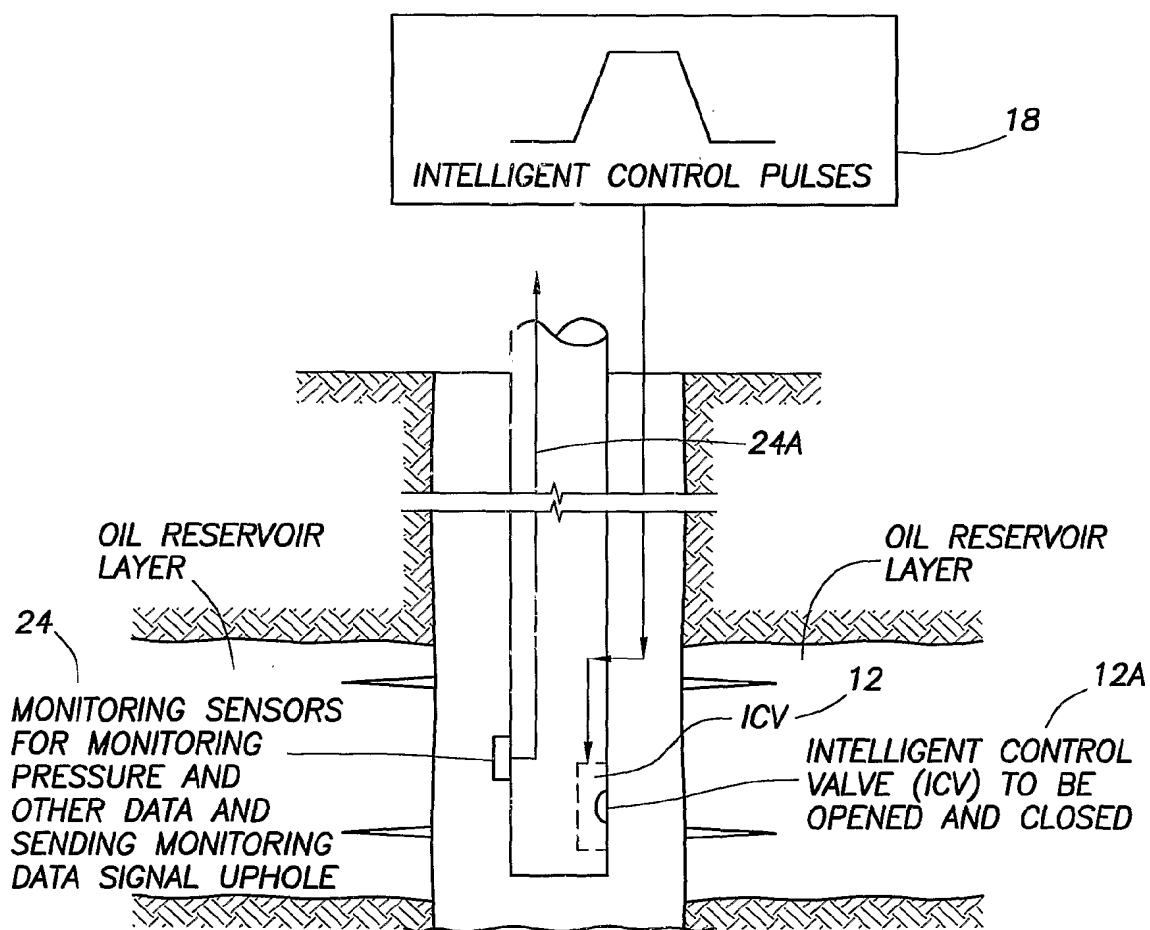 INTELLIGENT CONTROL PULSES
18
24A
OIL RESERVOIR
LAYER
OIL RESERVOIR
LAYER
24
MONITORING SENSORS
FOR MONITORING
PRESSURE AND
OTHER DATA AND
SENDING MONITORING
DATA SIGNAL UPHOLE
12
ICV
12A
INTELLIGENT CONTROL
VALVE (ICV) TO BE
OPENED AND CLOSED